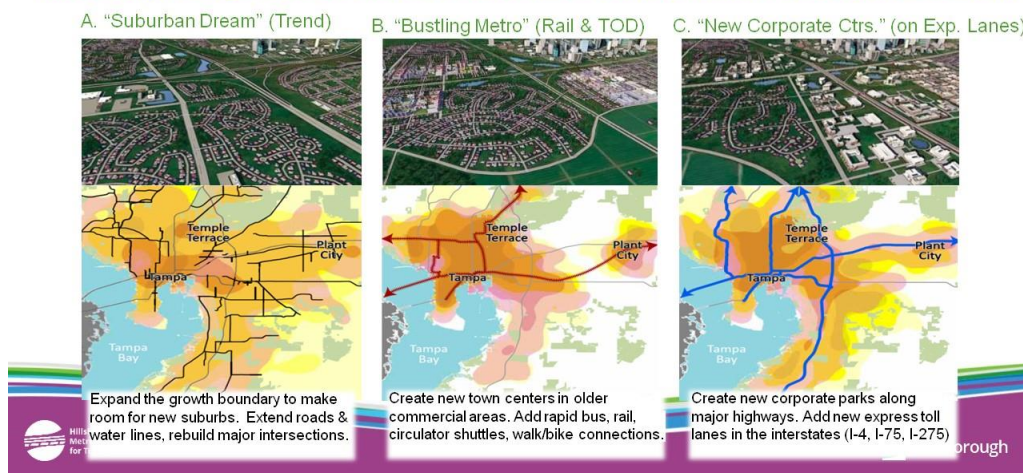 A. “Suburban Dream” (Trend)
B. “Bustling Metro” (Rail & TOD)
C. “New Corporate Ctrs.” (on Exp. Lanes)
Temple
Terrace
Plant
City
Tampa
Tampa
Bay
Temple
Terrace
Plant
City
Tampa
Tampa
Bay
Temple
Terrace
Plant
City
Tampa
Tampa
Bay
Expand the growth boundary to make
room for new suburbs. Extend roads &
water lines, rebuild major intersections.
Create new town centers in older
commercial areas. Add rapid bus, rail,
circulator shuttles, walk/bike connections.
Create new corporate parks along
major highways. Add new express toll
lanes in the interstates (I-4, I-75, I-275)
Hills
Met
for T
orough